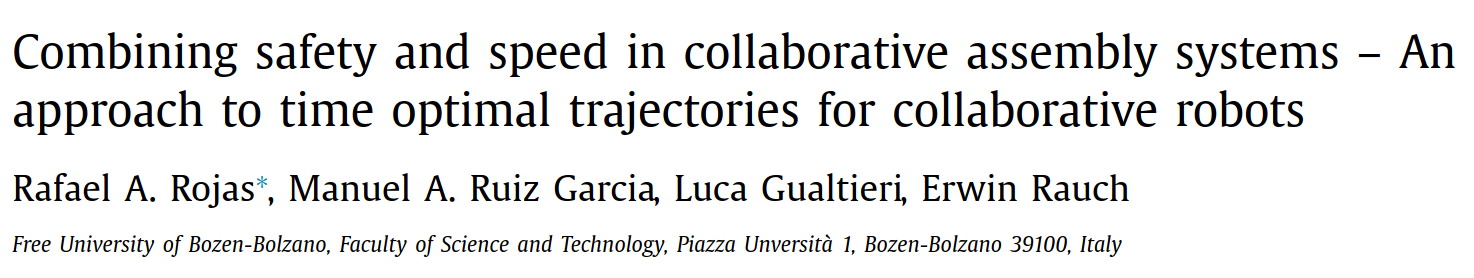 Combining safety and speed in collaborative assembly systems – An
approach to time optimal trajectories for collaborative robots
Rafael A. Rojas*, Manuel A. Ruiz Garcia, Luca Gualtieri, Erwin Rauch
Free University of Bozen-Bolzano, Faculty of Science and Technology, Piazza Unversità 1, Bozen-Bolzano 39100, Italy